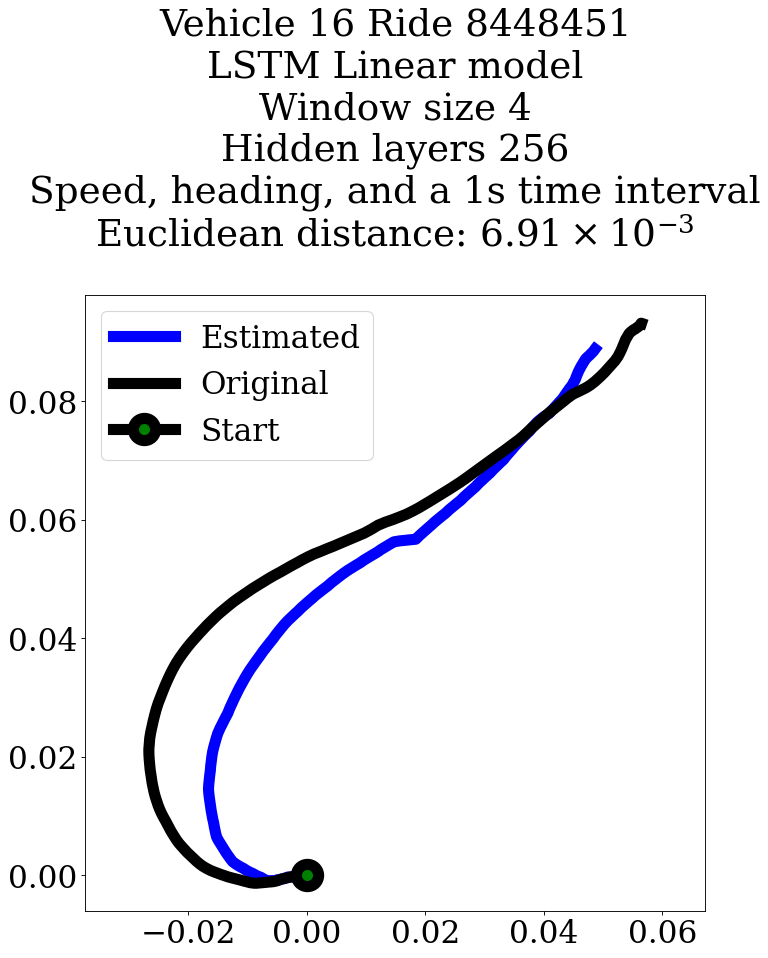 Vehicle 16 Ride 8448451
LSTM Linear model
Window size 4
Hidden layers 256
Speed, heading, and a 1s time interval
Euclidean distance: 6.91 × 10⁻³
Estimated
Original
Start
0.08
0.06
0.04
0.02
0.00
−0.02 0.00 0.02 0.04 0.06